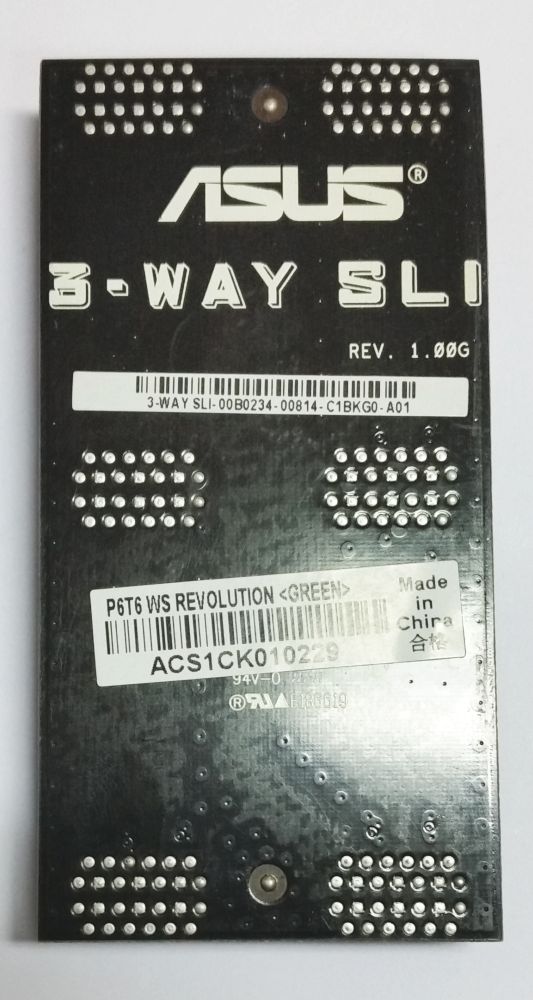 ASUS®
3-WAY SLI
REV. 1.00G
3-WAY SLI-00B0234-00814-C1BKG0-A01
P6T6 WS REVOLUTION <GREEN>
ACS1CK010229
Made
in
China
合格
94V-0